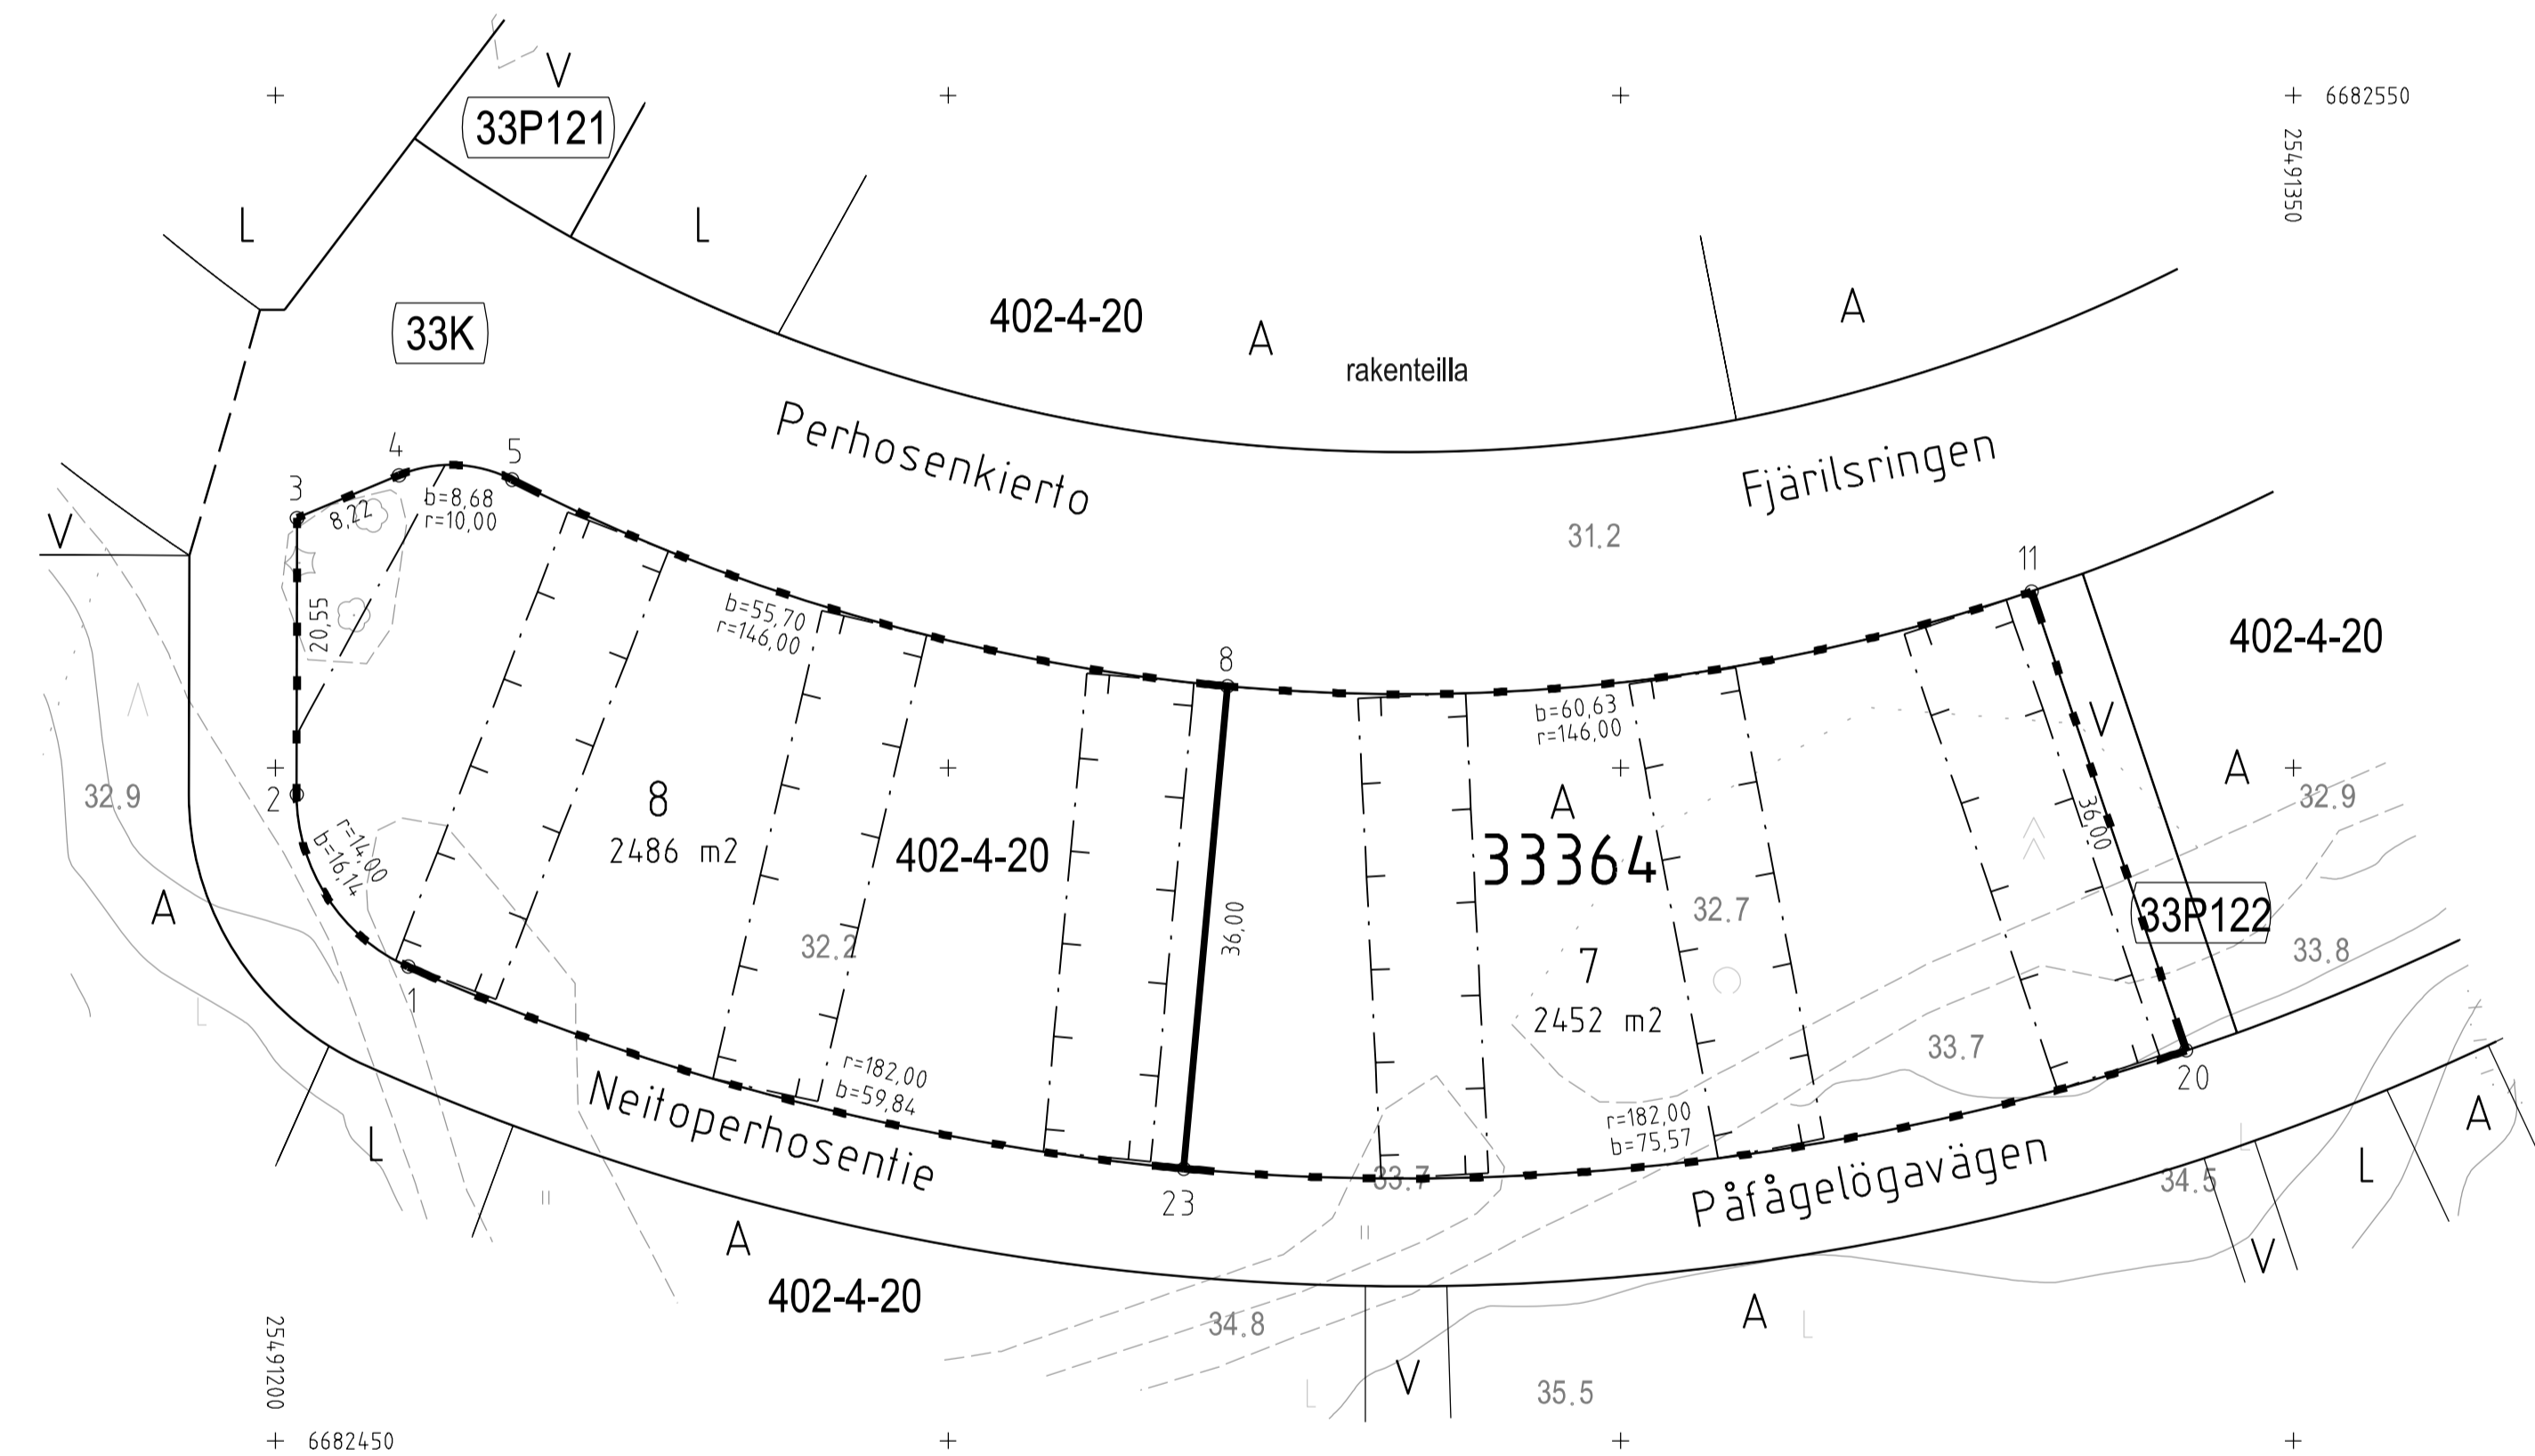 V
33P121
6682550
25491350
L
L
402-4-20
A
A
rakenteilla
33K
Perhosenkierto
Fjärilsringen
4
5
3
b=8,68
r=10,00
8,22
V
31.2
11
20,55
b=55,70
r=146,00
402-4-20
8
b=60,63
r=146,00
V
2
32.9
8
A
A
32.9
r=14,00
b=16,14
2486 m2
402-4-20
33364
36,00
A
32.7
33P122
36,00
32.2
33.8
7
1
2452 m2
33.7
r=182,00
b=59,84
20
Neitoperhosentie
r=182,00
b=75,57
A
L
33.7
Påfågelögavägen
34.5
L
23
A
V
402-4-20
A
34.8
25491200
V
35.5
6682450